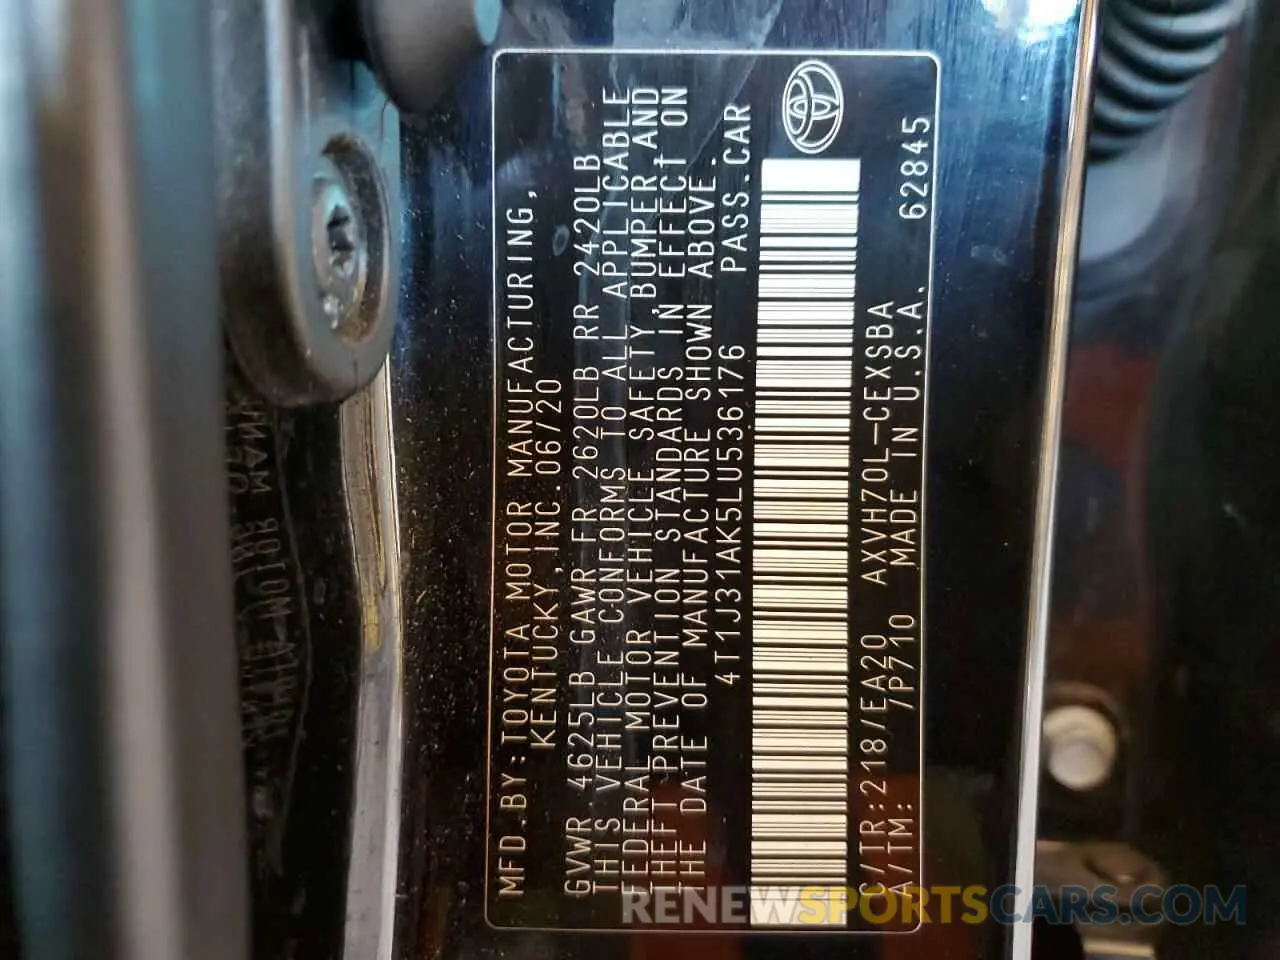 MFD.BY:TOYOTA MOTOR MANUFACTURING,
KENTUCKY,INC.06/20
GVWR 4625LB GAWR FR 2620LB RR 2420LB
THIS VEHICLE CONFORMS TO ALL APPLICABLE
FEDERAL MOTOR VEHICLE SAFETY, BUMPER,AND
THEFT PREVENTION STANDARDS IN EFFECT ON
THE DATE OF MANUFACTURE SHOWN ABOVE.
4T1J31AK5LU536176 PASS.CAR
C/TR:218/EA20 AXVH70L-CEXSBA 62845
A/TM: /P710 MADE IN U.S.A.
RENEWSPORTSCARS.COM